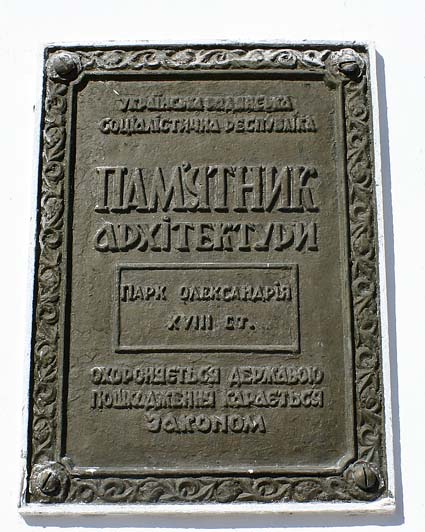 УКРАЇНСЬКА РАДЯНСЬКА
СОЦІАЛІСТИЧНА РЕСПУБЛІКА
ПАМ'ЯТНИК
АРХІТЕКТУРИ
ПАРК ОЛЕКСАНДРІЯ
XVIII СТ.
ОХОРОНЯЄТЬСЯ ДЕРЖАВОЮ
ПОШКОДЖЕННЯ КАРАЄТЬСЯ
ЗАКОНОМ